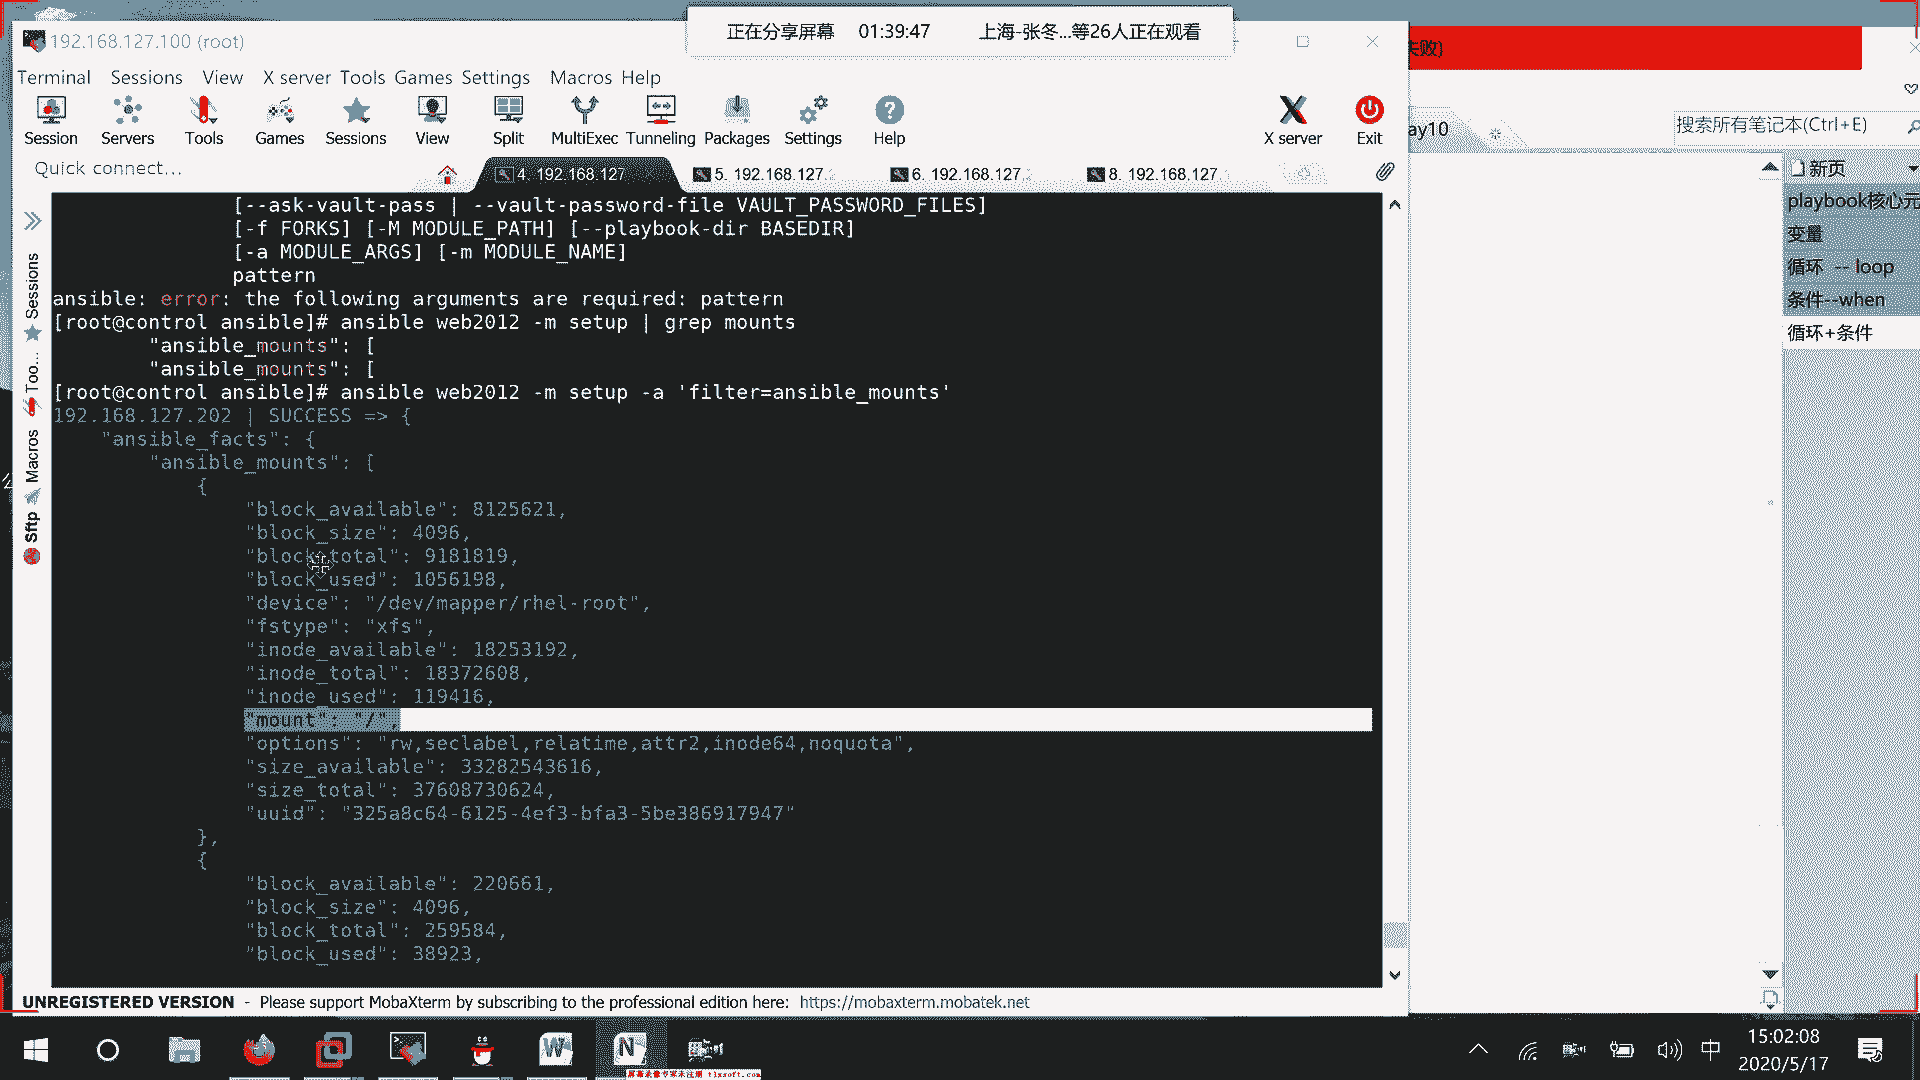 正在分享屏幕 01:39:47 上海-张冬...等26人正在观看
192.168.127.100 (root)
失败)
Terminal Sessions View X server Tools Games Settings Macros Help
Session Servers Tools Games Sessions View Split MultiExec Tunneling Packages Settings Help X server Exit
ay10
搜索所有笔记本(Ctrl+E)
Quick connect...
4. 192.168.127
5. 192.168.127.
6. 192.168.127.
8. 192.168.127.
新页
playbook核心元
变量
循环 -- loop
条件--when
循环+条件
Sessions
Too...
Macros
Sftp
[--ask-vault-pass | --vault-password-file VAULT_PASSWORD_FILES]
[-f FORKS] [-M MODULE_PATH] [--playbook-dir BASEDIR]
[-a MODULE_ARGS] [-m MODULE_NAME]
pattern
ansible: error: the following arguments are required: pattern
[root@control ansible]# ansible web2012 -m setup | grep mounts
"ansible_mounts": [
"ansible_mounts": [
[root@control ansible]# ansible web2012 -m setup -a 'filter=ansible_mounts'
192.168.127.202 | SUCCESS => {
"ansible_facts": {
"ansible_mounts": [
{
"block_available": 8125621,
"block_size": 4096,
"block_total": 9181819,
"block_used": 1056198,
"device": "/dev/mapper/rhel-root",
"fstype": "xfs",
"inode_available": 18253192,
"inode_total": 18372608,
"inode_used": 119416,
"mount": "/",
"options": "rw,seclabel,relatime,attr2,inode64,noquota",
"size_available": 33282543616,
"size_total": 37608730624,
"uuid": "325a8c64-6125-4ef3-bfa3-5be386917947"
},
{
"block_available": 220661,
"block_size": 4096,
"block_total": 259584,
"block_used": 38923,
UNREGISTERED VERSION - Please support MobaXterm by subscribing to the professional edition here: https://mobaxterm.mobatek.net
中
15:02:08
2020/5/17
屏幕录像专家未注册 tlxsoft.com